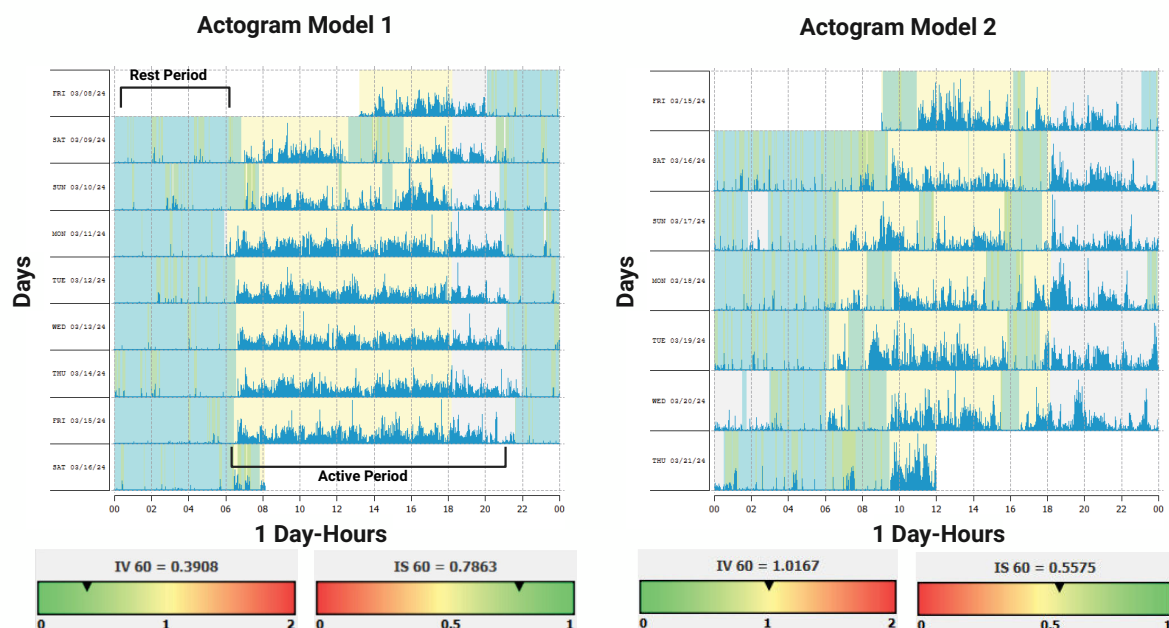 Actogram Model 1
Rest Period
FRI 03/08/24
SAT 03/09/24
SUN 03/10/24
MON 03/11/24
TUE 03/12/24
WED 03/13/24
THU 03/14/24
FRI 03/15/24
SAT 03/16/24
Active Period
Days
00 02 04 06 08 10 12 14 16 18 20 22 00
1 Day-Hours
IV 60 = 0.3908
0 1 2
IS 60 = 0.7863
0 0.5 1
Actogram Model 2
FRI 03/15/24
SAT 03/16/24
SUN 03/17/24
MON 03/18/24
TUE 03/19/24
WED 03/20/24
THU 03/21/24
Days
00 02 04 06 08 10 12 14 16 18 20 22 00
1 Day-Hours
IV 60 = 1.0167
0 1 2
IS 60 = 0.5575
0 0.5 1